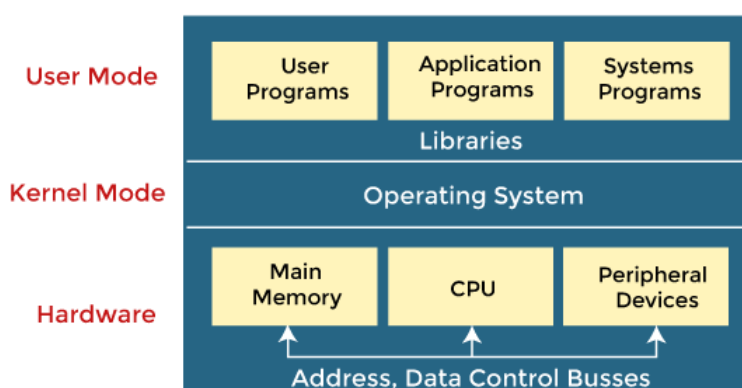 User Mode
User
Programs
Application
Programs
Systems
Programs
Libraries
Kernel Mode
Operating System
Hardware
Main
Memory
CPU
Peripheral
Devices
Address, Data Control Busses